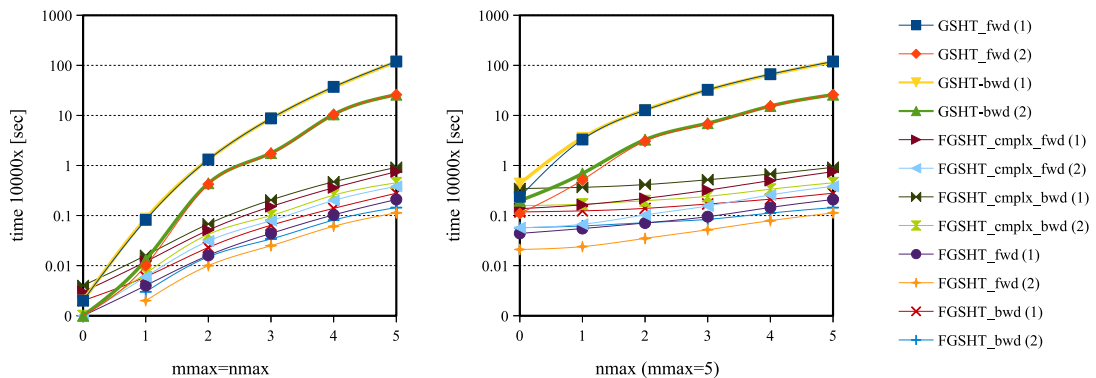 1000
100
10
1
0.1
0.01
0
0 1 2 3 4 5
time 10000x [sec]
mmax=nmax
1000
100
10
1
0.1
0.01
0
0 1 2 3 4 5
time 10000x [sec]
nmax (mmax=5)
GSHT_fwd (1)
GSHT_fwd (2)
GSHT-bwd (1)
GSHT-bwd (2)
FGSHT_cmplx_fwd (1)
FGSHT_cmplx_fwd (2)
FGSHT_cmplx_bwd (1)
FGSHT_cmplx_bwd (2)
FGSHT_fwd (1)
FGSHT_fwd (2)
FGSHT_bwd (1)
FGSHT_bwd (2)